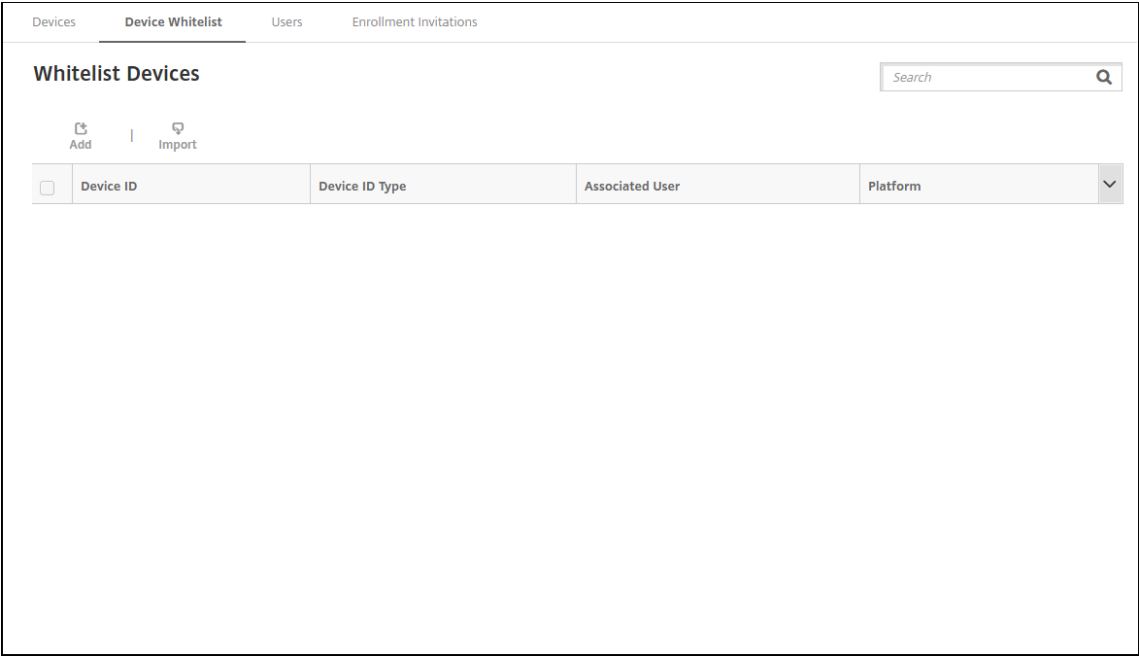 Devices Device Whitelist Users Enrollment Invitations
Whitelist Devices
Search
Add | Import
Device ID Device ID Type Associated User Platform